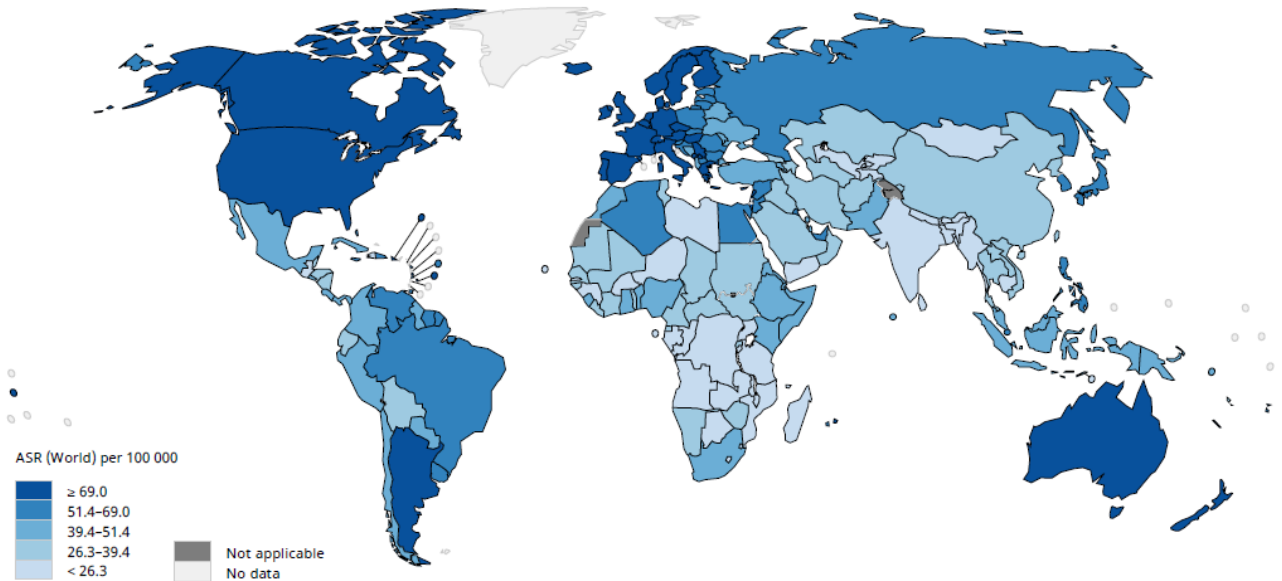 ASR (World) per 100 000
≥ 69.0
51.4–69.0
39.4–51.4
26.3–39.4
< 26.3
Not applicable
No data